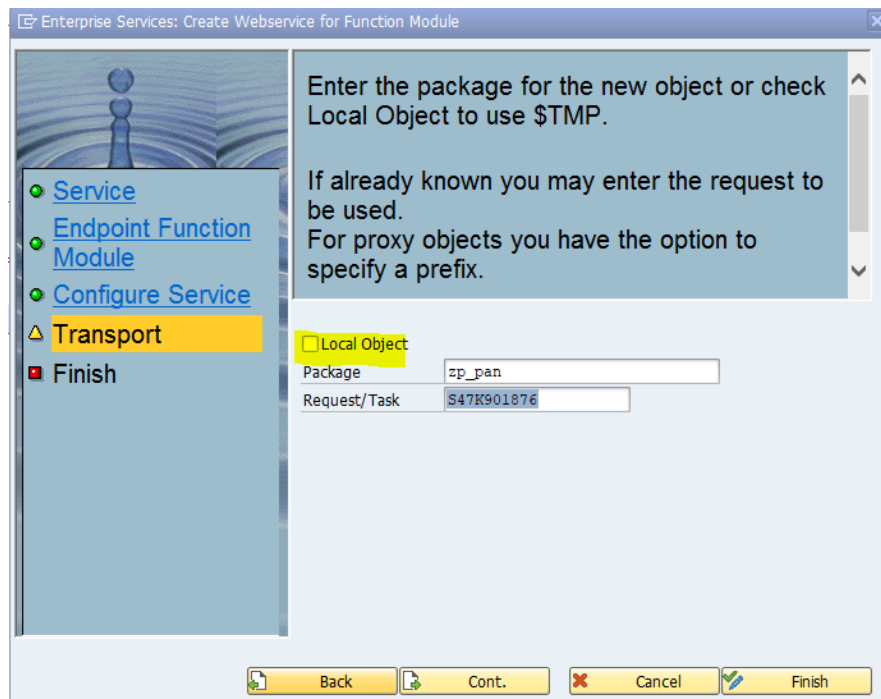 Enterprise Services: Create Webservice for Function Module
Enter the package for the new object or check
Local Object to use $TMP.
If already known you may enter the request to
be used.
For proxy objects you have the option to
specify a prefix.
Service
Endpoint Function
Module
Configure Service
Transport
Finish
Local Object
Package zp_pan
Request/Task S47K901876
Back Cont. Cancel Finish